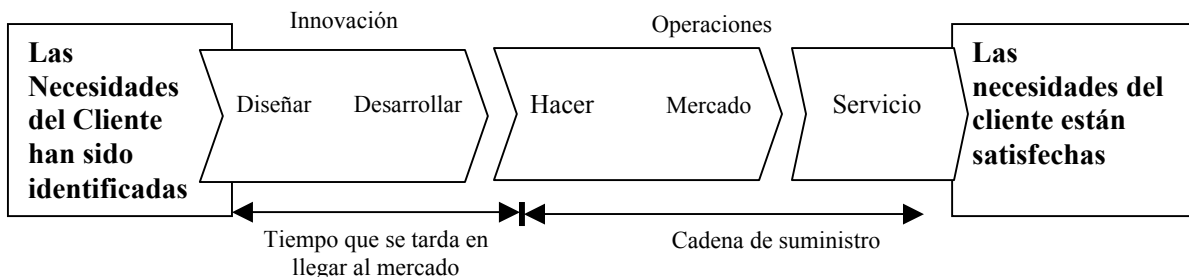 Innovación
Operaciones
Las
Necesidades
del Cliente
han sido
identificadas
Diseñar
Desarrollar
Hacer
Mercado
Servicio
Las
necesidades del
cliente están
satisfechas
Tiempo que se tarda en
llegar al mercado
Cadena de suministro